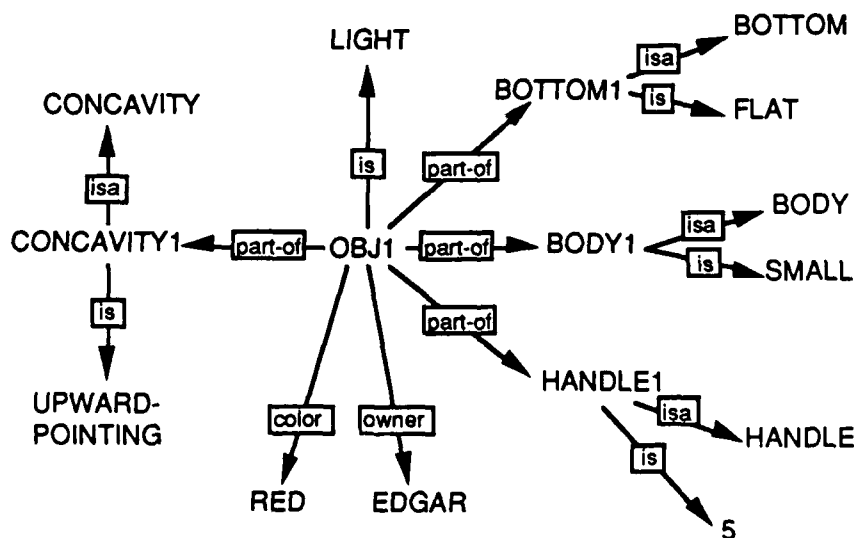 LIGHT
BOTTOM
isa
BOTTOM1
is
FLAT
CONCAVITY
isa
is
part-of
CONCAVITY1
part-of
OBJ1
part-of
BODY1
isa
BODY
is
SMALL
is
part-of
UPWARD-
POINTING
HANDLE1
isa
HANDLE
color
owner
is
RED
EDGAR
5